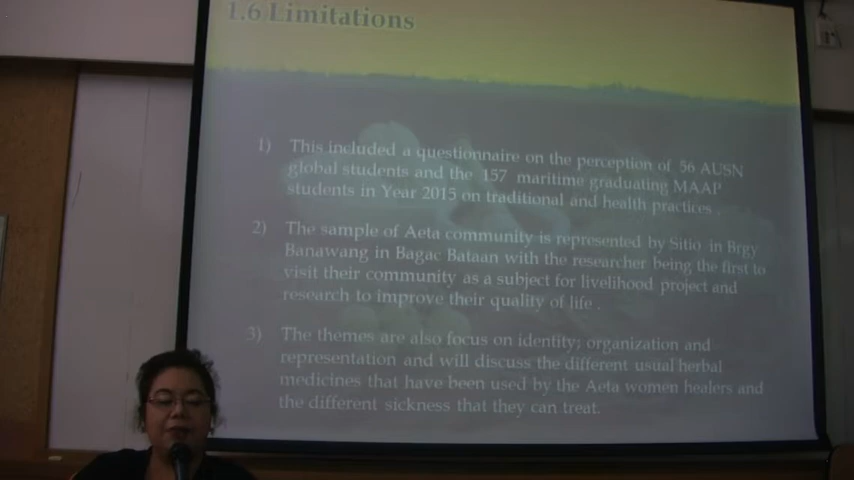 1.6 Limitations
1) This included a questionnaire on the perception of 56 AUSN
global students and the 157 maritime graduating MAAP
students in Year 2015 on traditional and health practices .
2) The sample of Aeta community is represented by Sitio in Brgy
Banawang in Bagac Bataan with the researcher being the first to
visit their community as a subject for livelihood project and
research to improve their quality of life .
3) The themes are also focus on identity; organization and
representation and will discuss the different usual herbal
medicines that have been used by the Aeta women healers and
the different sickness that they can treat.